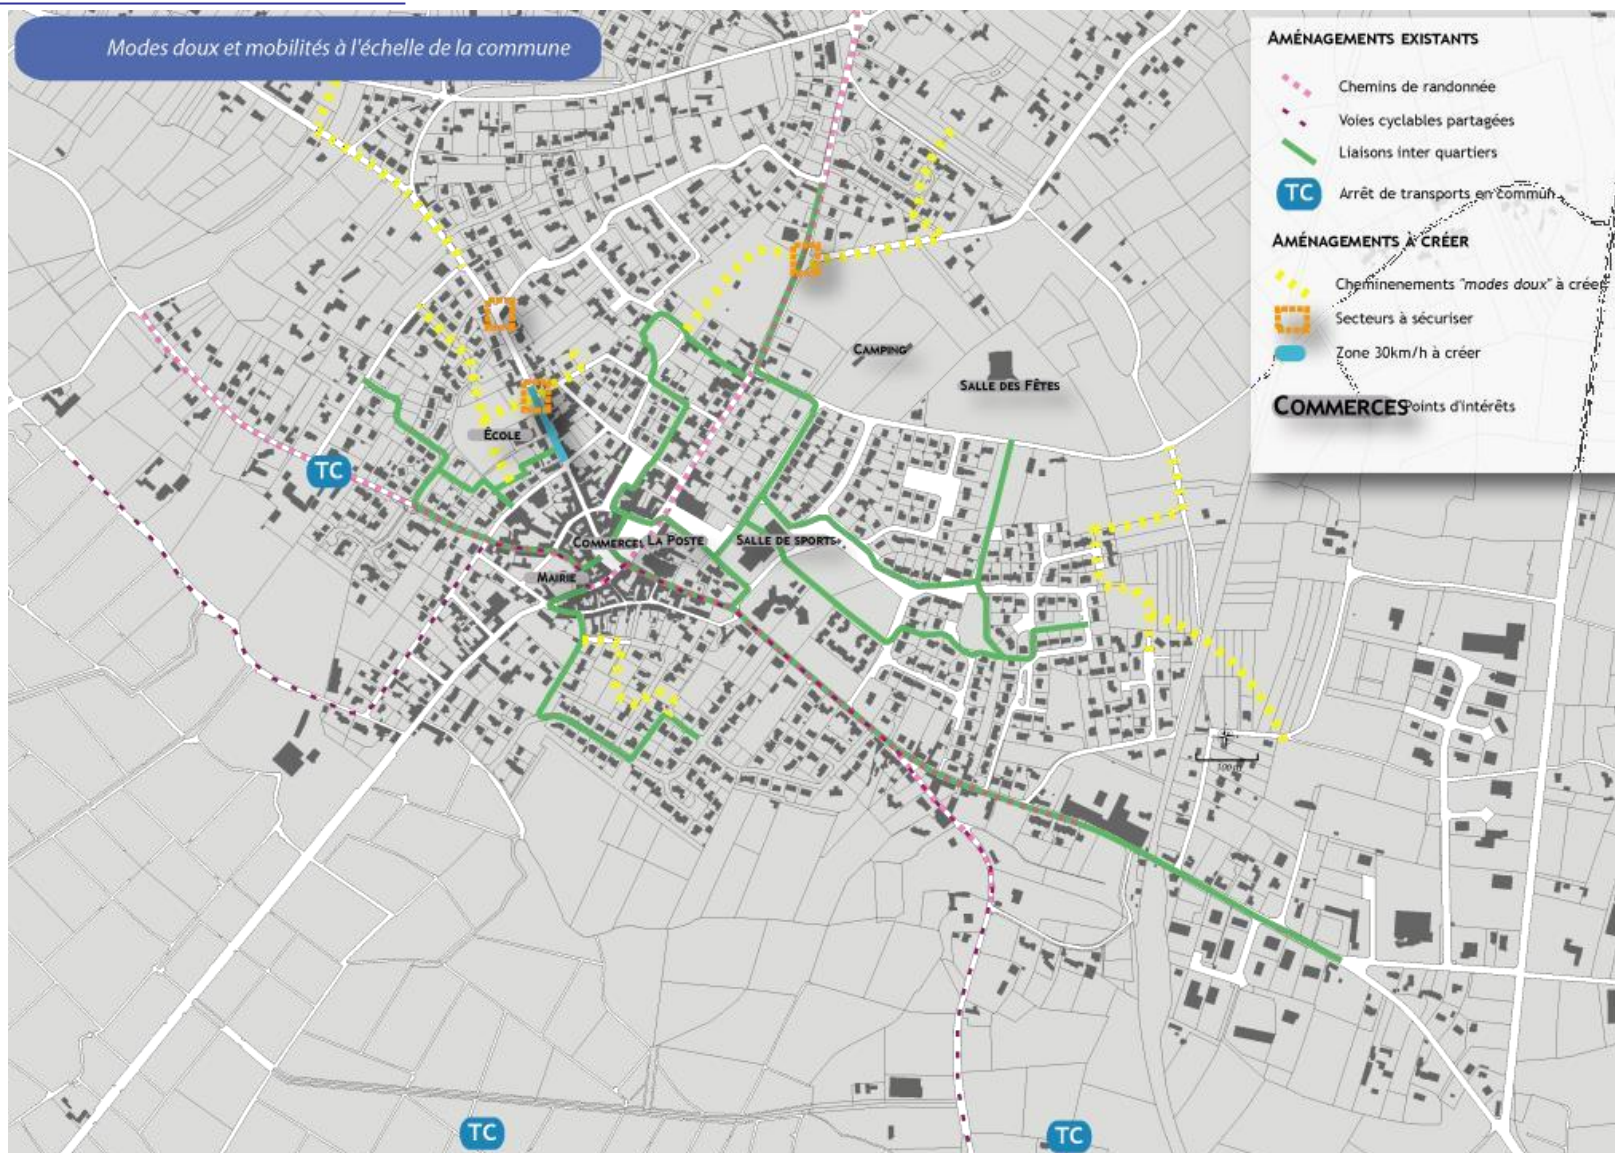 Modes doux et mobilités à l'échelle de la commune
AMÉNAGEMENTS EXISTANTS
Chemins de randonnée
Voies cyclables partagées
Liaisons inter quartiers
TC Arrêt de transports en commun
AMÉNAGEMENTS À CRÉER
Cheminenements "modes doux" à créer
Secteurs à sécuriser
Zone 30km/h à créer
COMMERCES Points d'intérêts
CAMPING
SALLE DES FÊTES
ÉCOLE
TC
COMMERCES
LA POSTE
SALLE DE SPORTS
MAIRIE
100 m
TC
TC